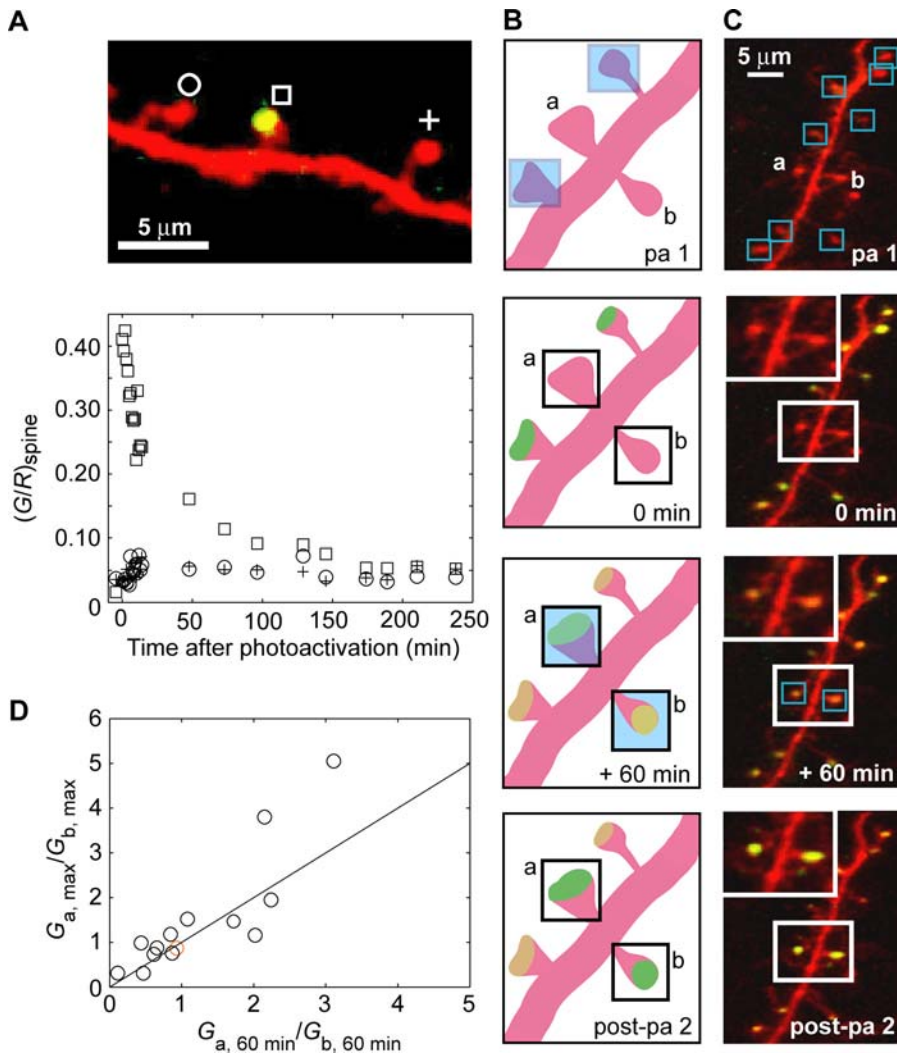 A
5 μm
0.40
0.30
0.20
0.10
0
(G/R)spine
0
50
100
150
200
250
Time after photoactivation (min)
D
6
5
4
3
2
1
0
Ga, max/Gb, max
0
1
2
3
4
5
Ga, 60 min/Gb, 60 min
B
a
b
pa 1
a
b
0 min
a
b
+ 60 min
a
b
post-pa 2
C
5 μm
a
b
pa 1
0 min
+ 60 min
post-pa 2